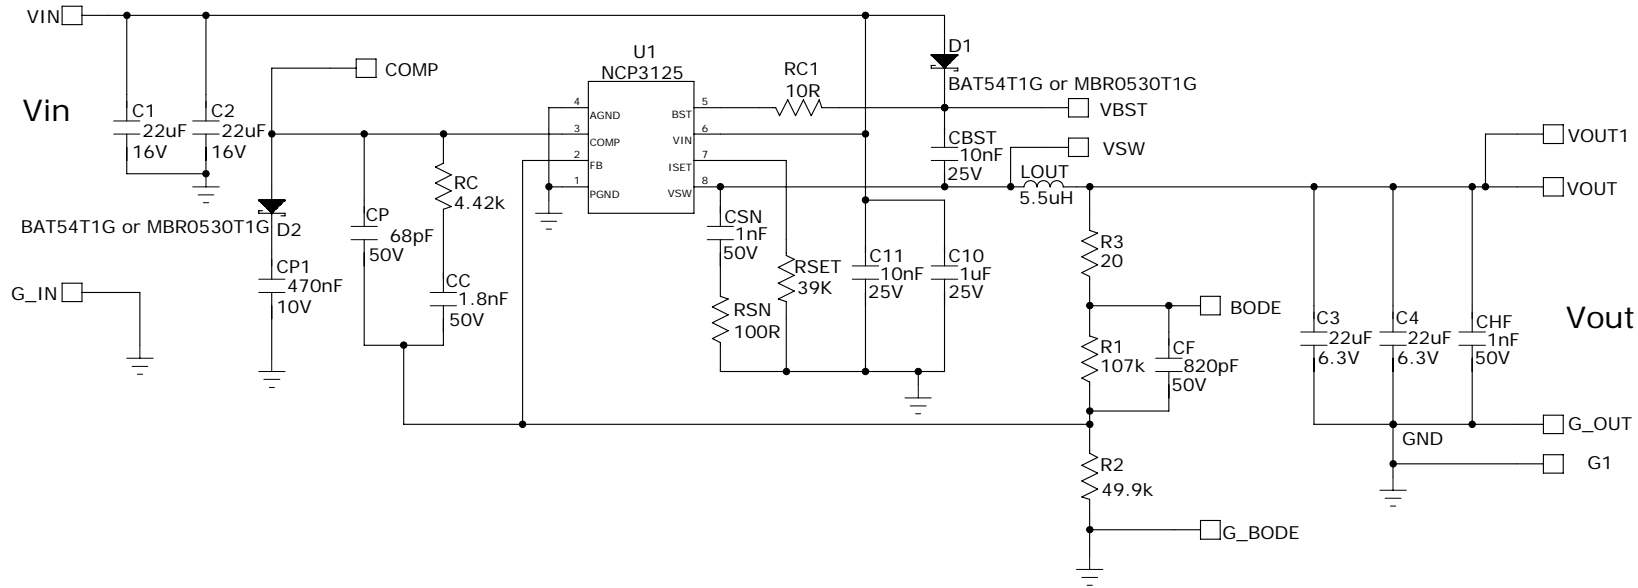 VIN
Vin
C1
22uF
16V
C2
22uF
16V
COMP
U1
NCP3125
4
AGND
3
COMP
2
FB
1
PGND
5
BST
6
VIN
7
ISET
8
VSW
RC1
10R
D1
BAT54T1G or MBR0530T1G
VBST
CBST
10nF
25V
VSW
LOUT
5.5uH
VOUT1
VOUT
BAT54T1G or MBR0530T1G
D2
CP
68pF
50V
RC
4.42k
CP1
470nF
10V
CC
1.8nF
50V
G_IN
CSN
1nF
50V
RSN
100R
RSET
39K
C11
10nF
25V
C10
1uF
25V
R3
20
BODE
R1
107k
CF
820pF
50V
C3
22uF
6.3V
C4
22uF
6.3V
CHF
1nF
50V
Vout
G_OUT
GND
G1
R2
49.9k
G_BODE